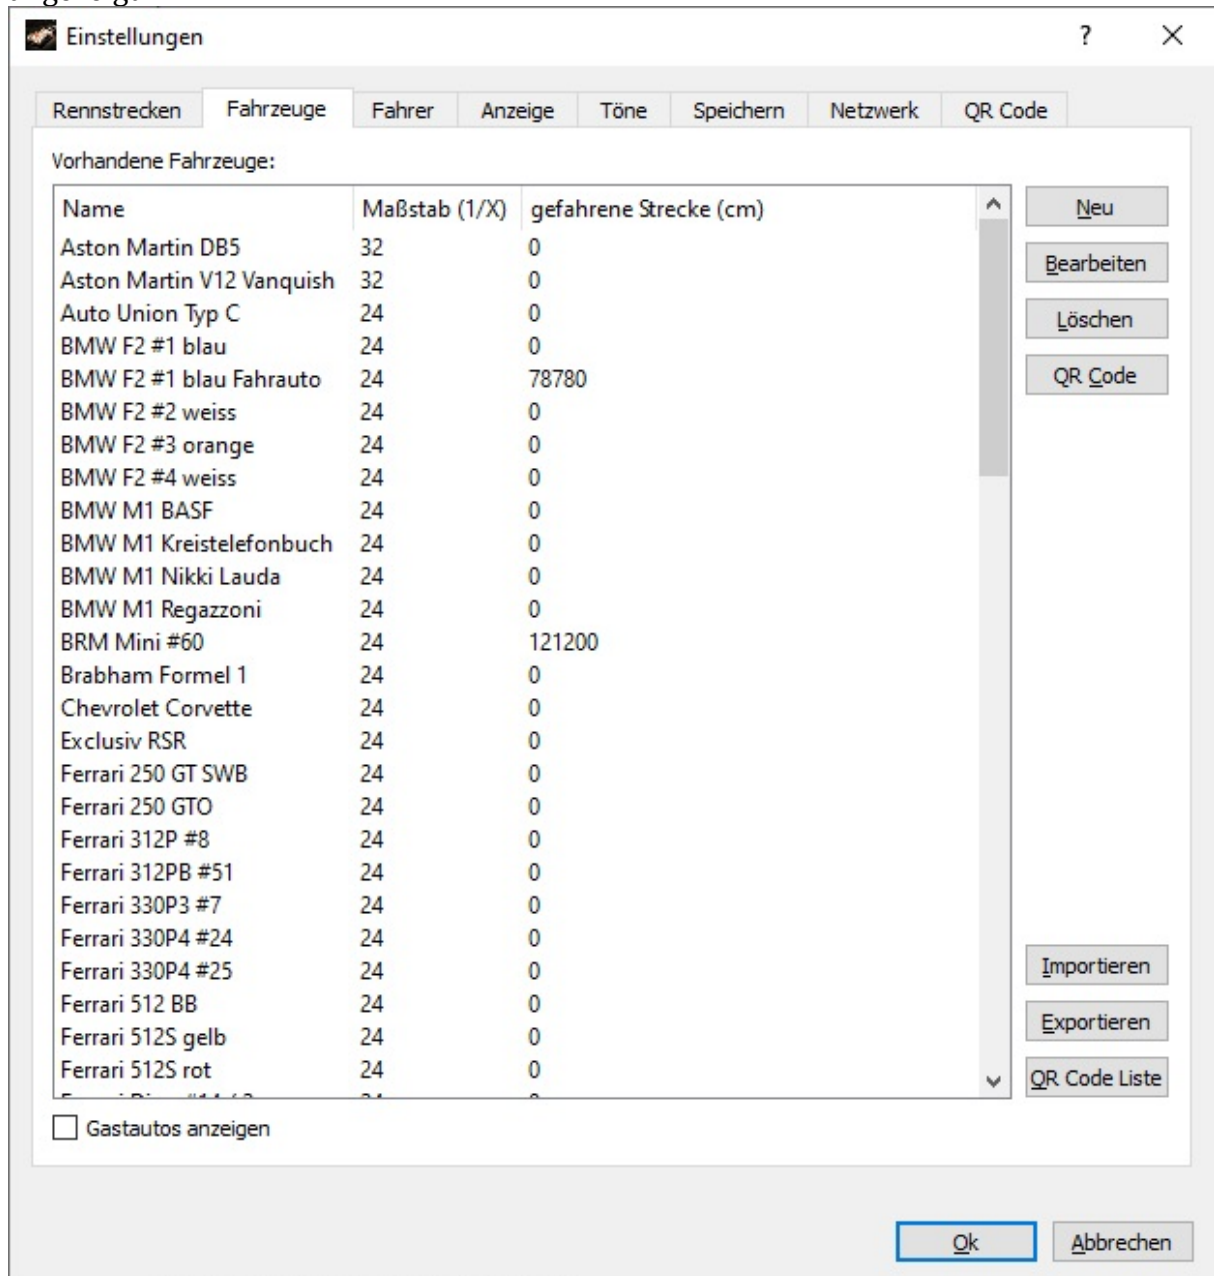 Einstellungen ?
Rennstrecken Fahrzeuge Fahrer Anzeige Töne Speichern Netzwerk QR Code
Vorhandene Fahrzeuge:
Name Maßstab (1/X) gefahrene Strecke (cm) Neu
Aston Martin DB5 32 0
Bearbeiten
Aston Martin V12 Vanquish 32 0
Auto Union Typ C 24 0 Löschen
BMW F2 #1 blau 24 0
BMW F2 #1 blau Fahrauto 24 78780 QR Code
BMW F2 #2 weiss 24 0
BMW F2 #3 orange 24 0
BMW F2 #4 weiss 24 0
BMW M1 BASF 24 0
BMW M1 Kreistelefonbuch 24 0
BMW M1 Nikki Lauda 24 0
BMW M1 Regazzoni 24 0
BRM Mini #60 24 121200
Brabham Formel 1 24 0
Chevrolet Corvette 24 0
Exclusiv RSR 24 0
Ferrari 250 GT SWB 24 0
Ferrari 250 GTO 24 0
Ferrari 312P #8 24 0
Ferrari 312PB #51 24 0
Ferrari 330P3 #7 24 0
Ferrari 330P4 #24 24 0
Ferrari 330P4 #25 24 0 Importieren
Ferrari 512 BB 24 0
Exportieren
Ferrari 512S gelb 24 0
Ferrari 512S rot 24 0 QR Code Liste
Gastautos anzeigen
Ok Abbrechen